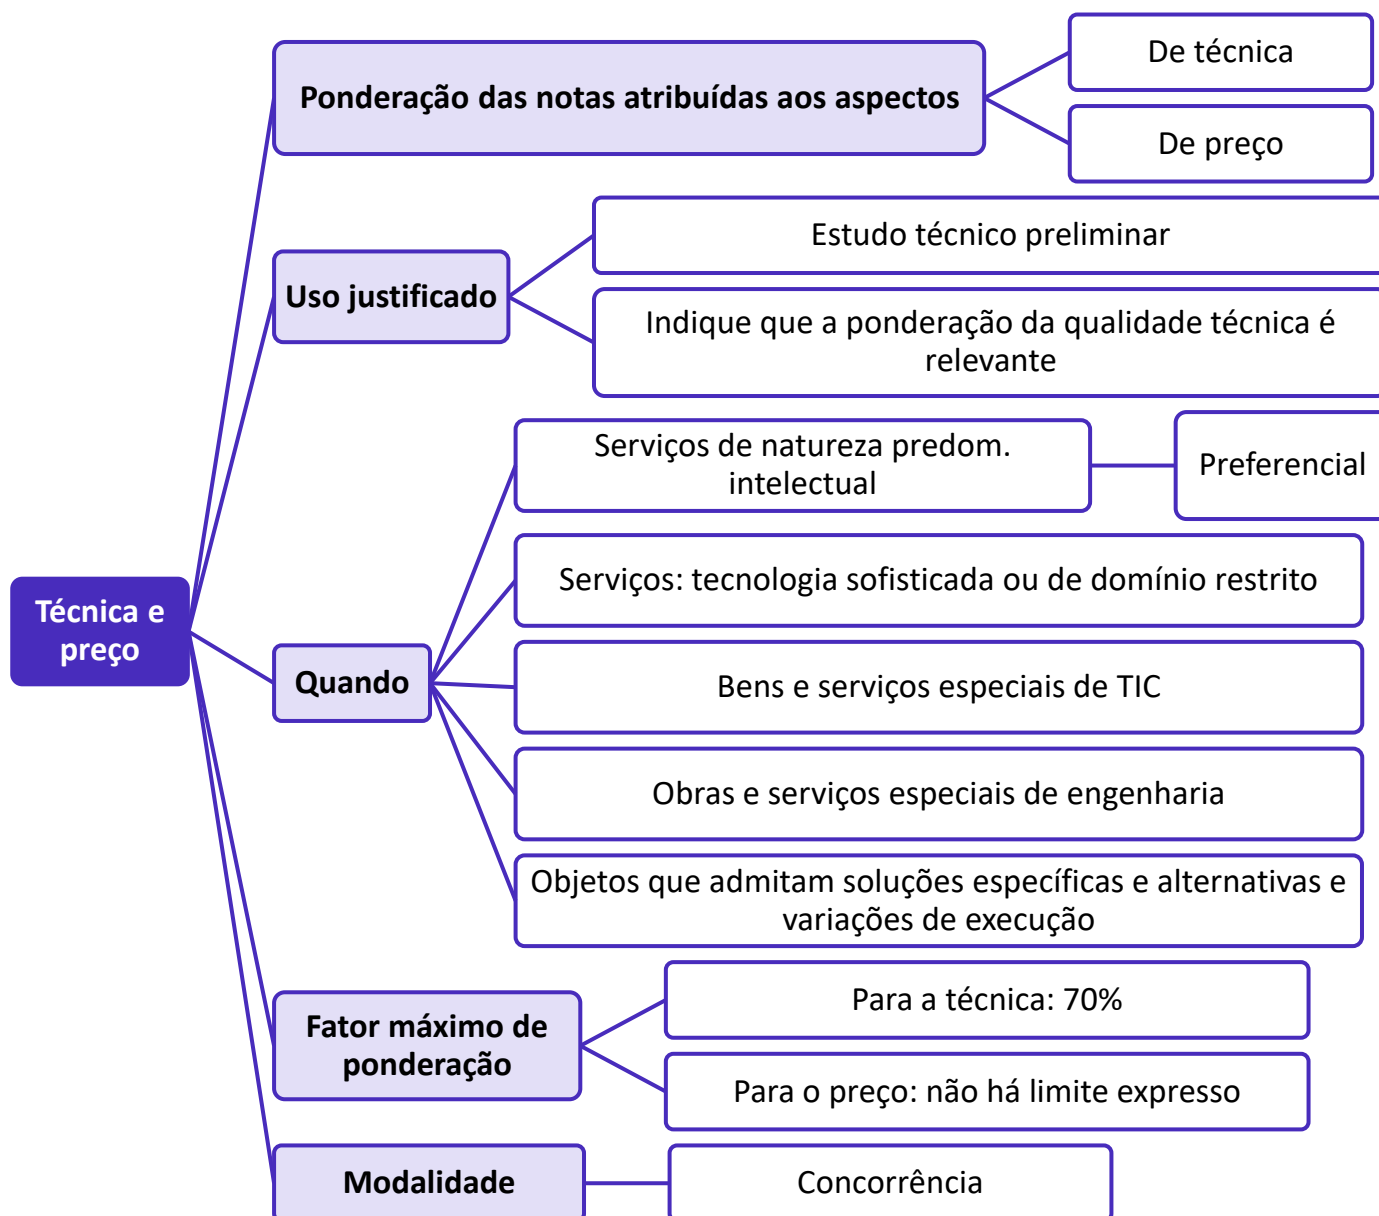 Técnica e
preço
Ponderação das notas atribuídas aos aspectos
De técnica
De preço
Uso justificado
Estudo técnico preliminar
Indique que a ponderação da qualidade técnica é
relevante
Quando
Serviços de natureza predom.
intelectual
Preferencial
Serviços: tecnologia sofisticada ou de domínio restrito
Bens e serviços especiais de TIC
Obras e serviços especiais de engenharia
Objetos que admitam soluções específicas e alternativas e
variações de execução
Fator máximo de
ponderação
Para a técnica: 70%
Para o preço: não há limite expresso
Modalidade
Concorrência